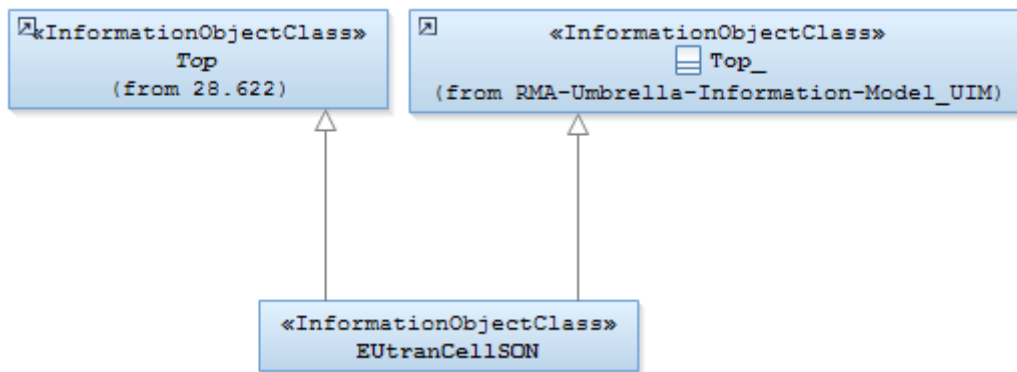 «InformationObjectClass»
Top
(from 28.622)
«InformationObjectClass»
Top_
(from RMA-Umbrella-Information-Model_UIM)
«InformationObjectClass»
EUtranCellSON